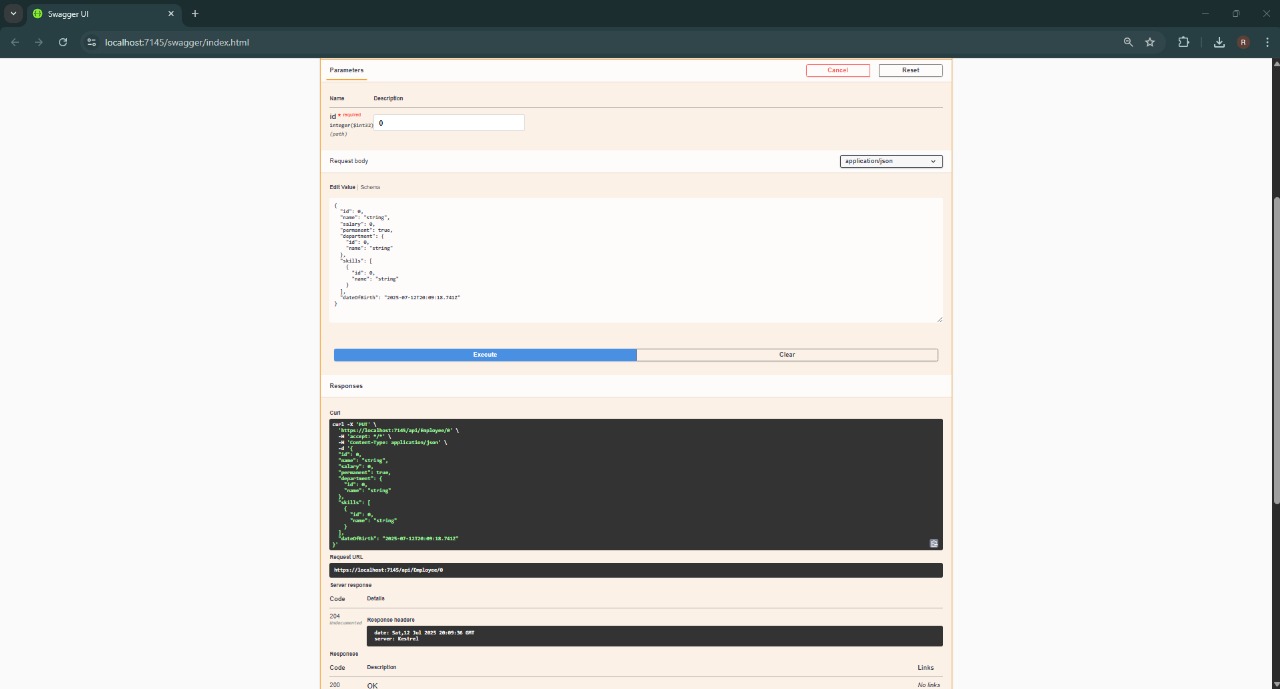 Swagger UI
localhost:7145/swagger/index.html
R
Parameters
Cancel
Reset
Name Description
id * required
integer($int32)
(path)
0
Request body
application/json
Edit Value | Schema
{
  "id": 0,
  "name": "string",
  "salary": 0,
  "permanent": true,
  "department": {
    "id": 0,
    "name": "string"
  },
  "skills": [
    {
      "id": 0,
      "name": "string"
    }
  ],
  "dateOfBirth": "2025-07-12T20:09:18.741Z"
}
Execute
Clear
Responses
Curl
curl -X 'PUT' \
  'https://localhost:7145/api/Employee/0' \
  -H 'accept: */*' \
  -H 'Content-Type: application/json' \
  -d '{
  "id": 0,
  "name": "string",
  "salary": 0,
  "permanent": true,
  "department": {
    "id": 0,
    "name": "string"
  },
  "skills": [
    {
      "id": 0,
      "name": "string"
    }
  ],
  "dateOfBirth": "2025-07-12T20:09:18.741Z"
}'
Request URL
https://localhost:7145/api/Employee/0
Server response
Code Details
204
Undocumented
Response headers
date: Sat,12 Jul 2025 20:09:36 GMT
server: Kestrel
Responses
Code Description Links
200 OK No links